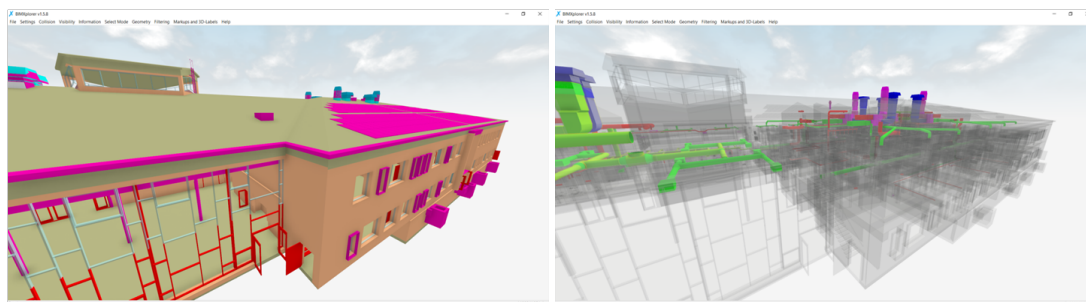 BIMXplorer v1.5.8
File Settings Collision Visibility Information Select Mode Geometry Filtering Markups and 3D-Labels Help
BIMXplorer v1.5.8
File Settings Collision Visibility Information Select Mode Geometry Filtering Markups and 3D-Labels Help